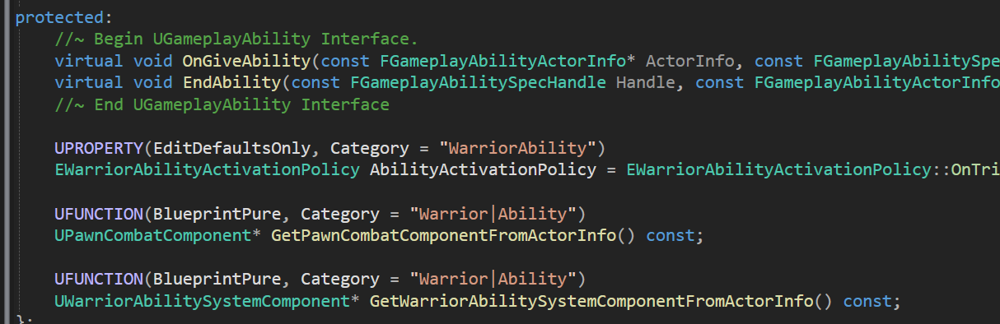 protected:
//~ Begin UGameplayAbility Interface.
virtual void OnGiveAbility(const FGameplayAbilityActorInfo* ActorInfo, const FGameplayAbilitySpe
virtual void EndAbility(const FGameplayAbilitySpecHandle Handle, const FGameplayAbilityActorInfo
//~ End UGameplayAbility Interface
UPROPERTY(EditDefaultsOnly, Category = "WarriorAbility")
EWarriorAbilityActivationPolicy AbilityActivationPolicy = EWarriorAbilityActivationPolicy::OnTri
UFUNCTION(BlueprintPure, Category = "Warrior|Ability")
UPawnCombatComponent* GetPawnCombatComponentFromActorInfo() const;
UFUNCTION(BlueprintPure, Category = "Warrior|Ability")
UWarriorAbilitySystemComponent* GetWarriorAbilitySystemComponentFromActorInfo() const;
};